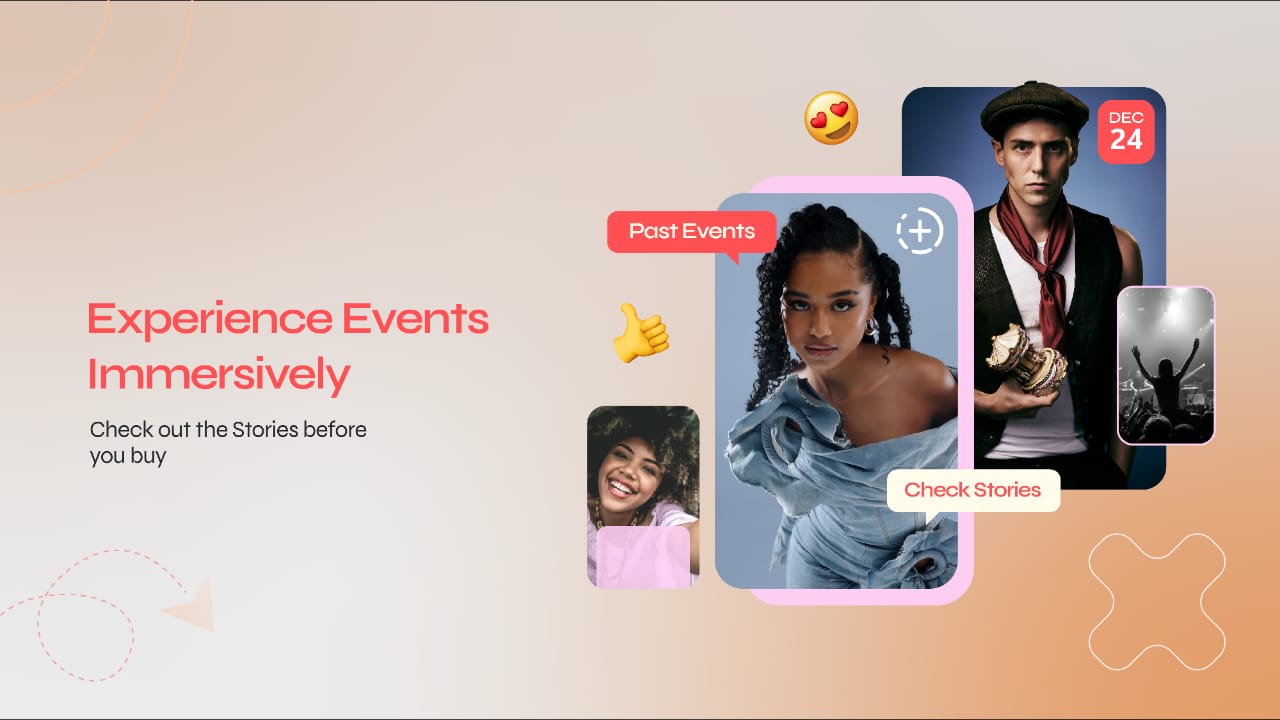 Experience Events
Immersively
Check out the Stories before
you buy
Past Events
DEC
24
Check Stories